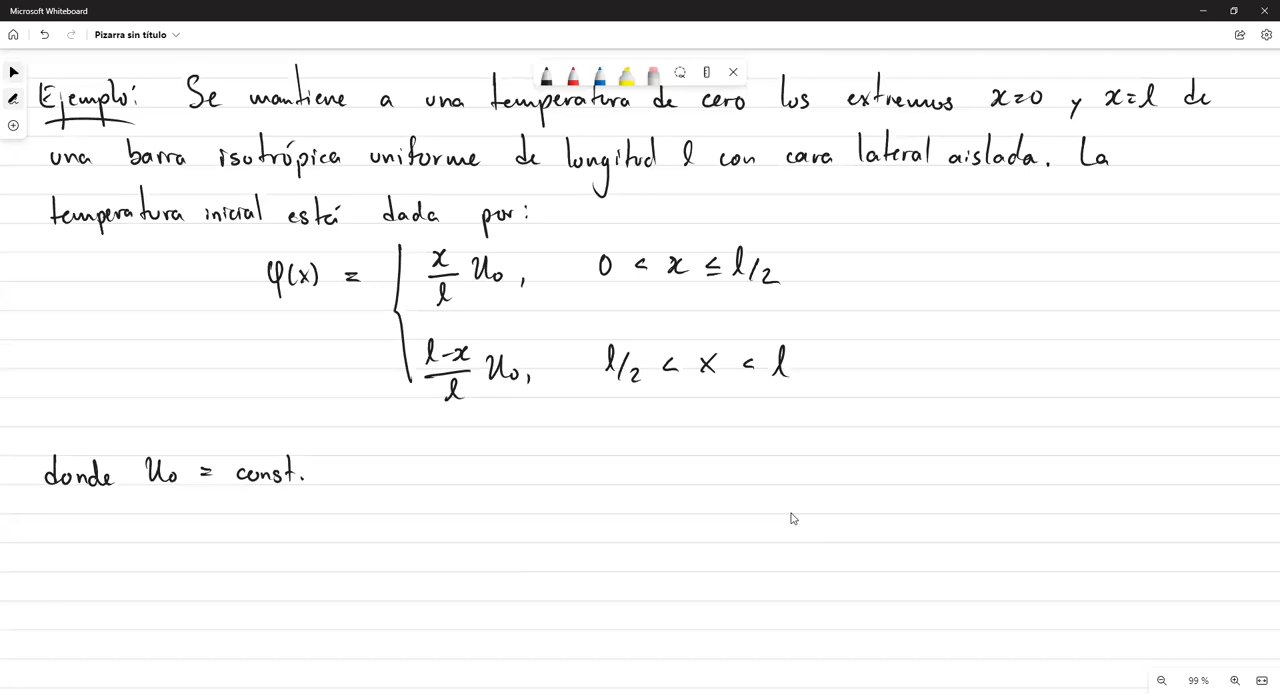 Microsoft Whiteboard
Pizarra sin título
Ejemplo: Se mantiene a una temperatura de cero los extremos x=0 y x=l de
una barra isotrópica uniforme de longitud l con cara lateral aislada. La
temperatura inicial está dada por:
φ(x) = { x/l u₀, 0 < x ≤ l/2
l-x/l u₀, l/2 < x < l
donde u₀ = const.
99 %